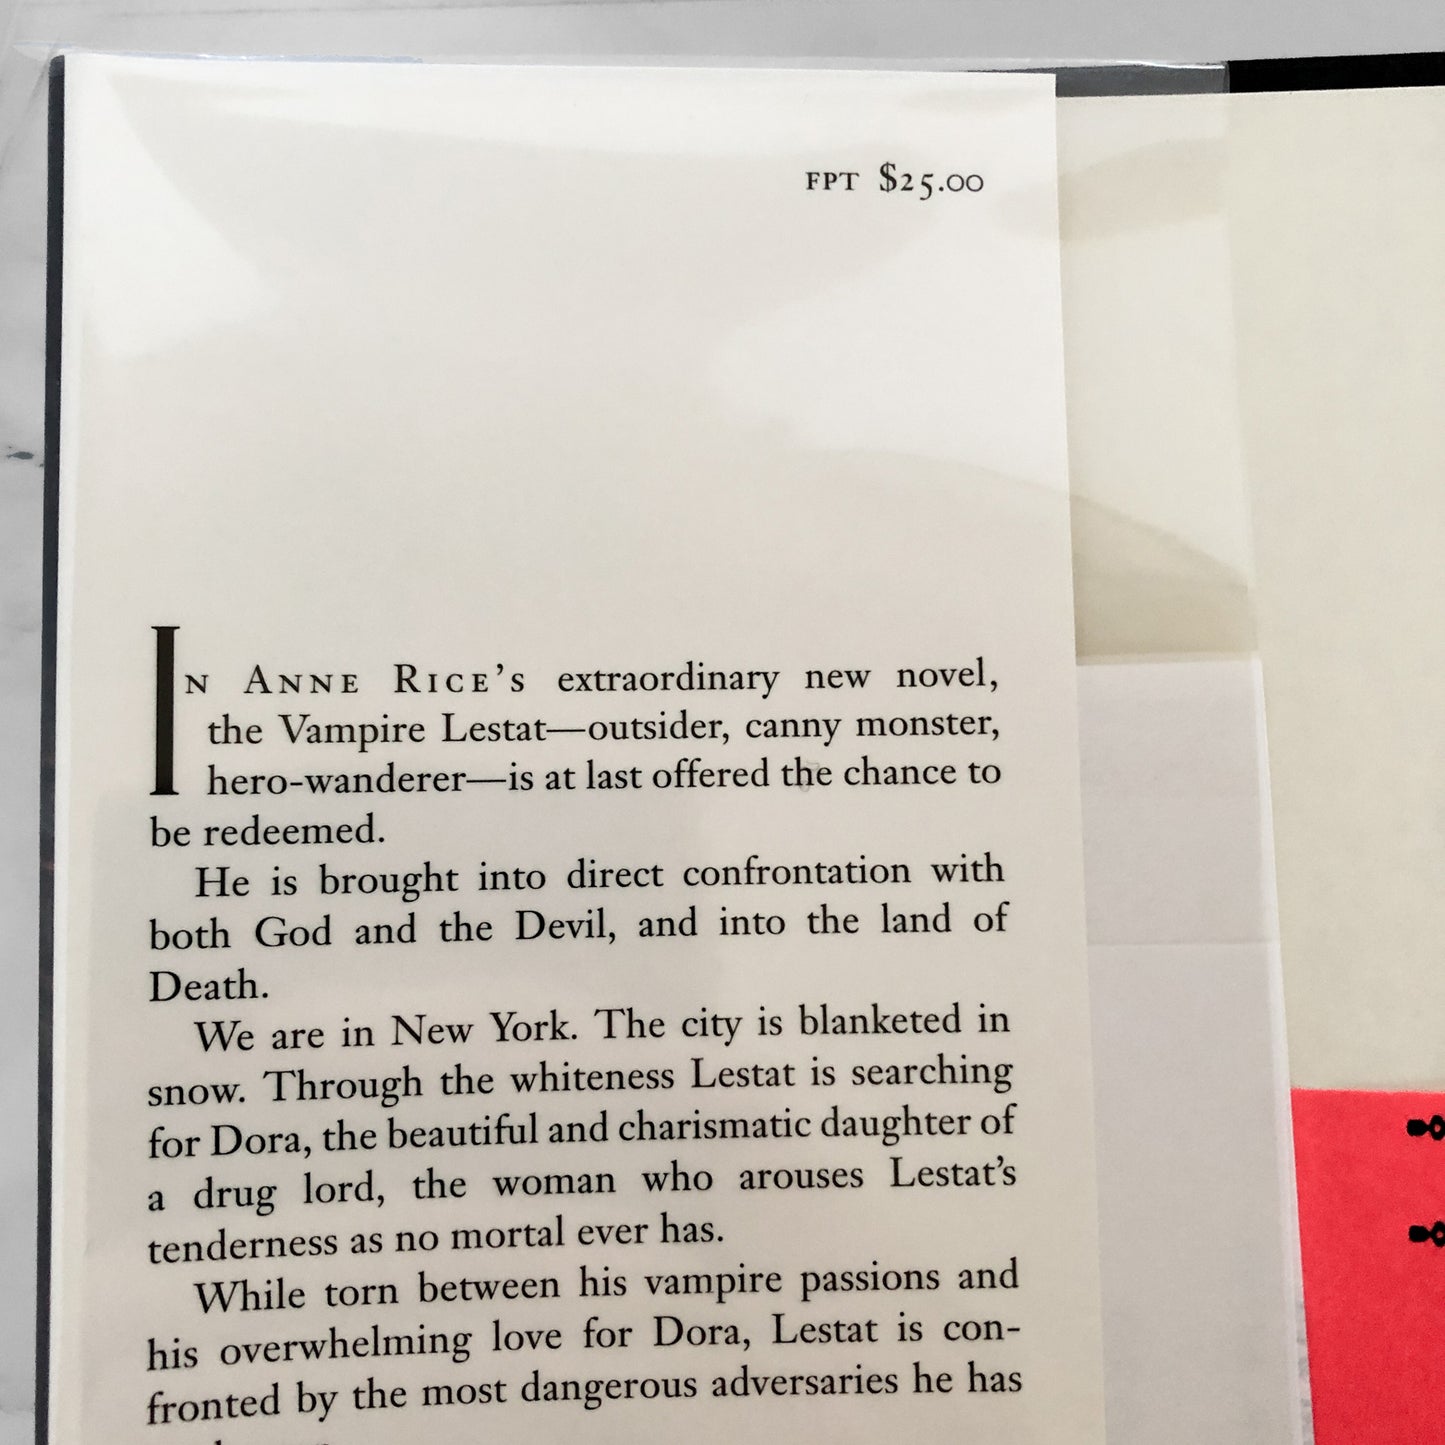 FPT $25.00
IN ANNE RICE'S extraordinary new novel,
the Vampire Lestat—outsider, canny monster,
hero-wanderer—is at last offered the chance to
be redeemed.
He is brought into direct confrontation with
both God and the Devil, and into the land of
Death.
We are in New York. The city is blanketed in
snow. Through the whiteness Lestat is searching
for Dora, the beautiful and charismatic daughter of
a drug lord, the woman who arouses Lestat's
tenderness as no mortal ever has.
While torn between his vampire passions and
his overwhelming love for Dora, Lestat is con-
fronted by the most dangerous adversaries he has